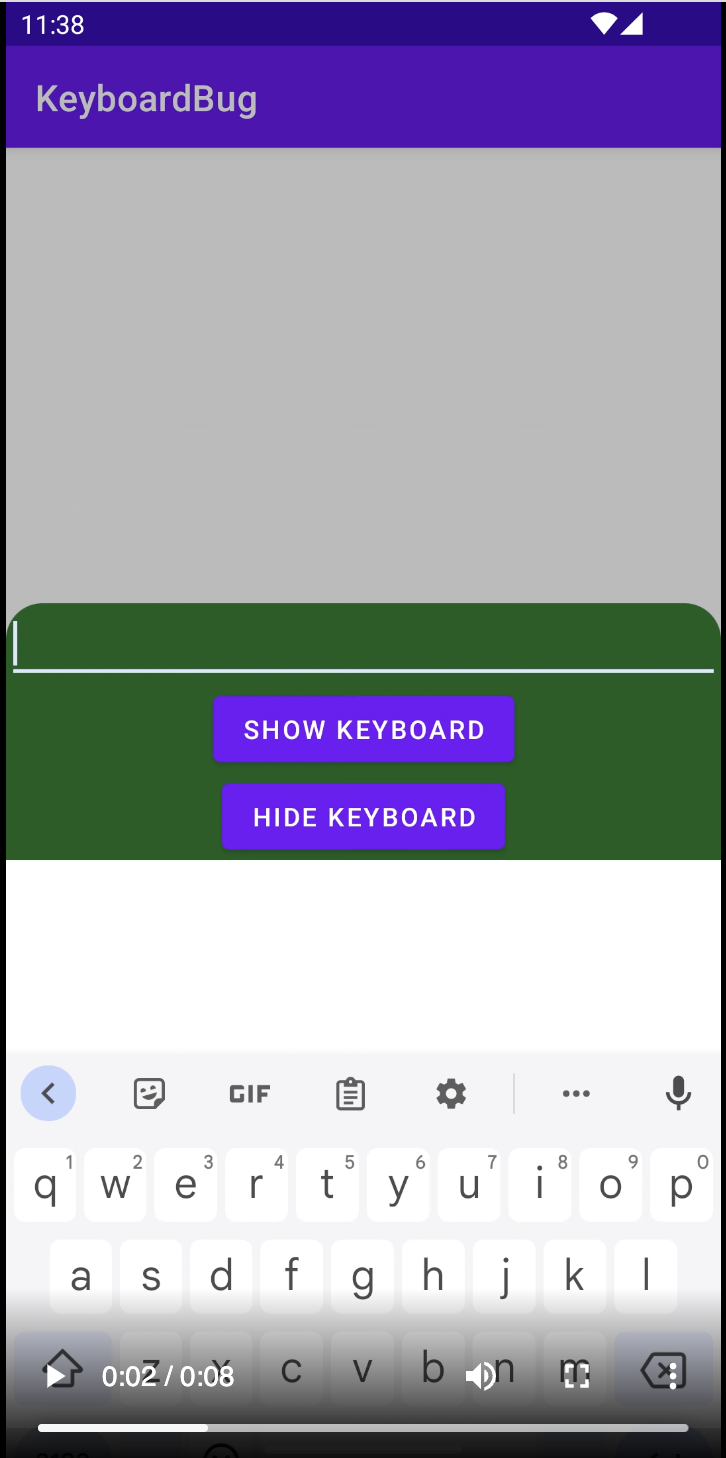 11:38
KeyboardBug
SHOW KEYBOARD
HIDE KEYBOARD
GIF
1 2 3 4 5 6 7 8 9 0
q w e r t y u i o p
a s d f g h j k l
z x c v b n m
0:02 / 0:08